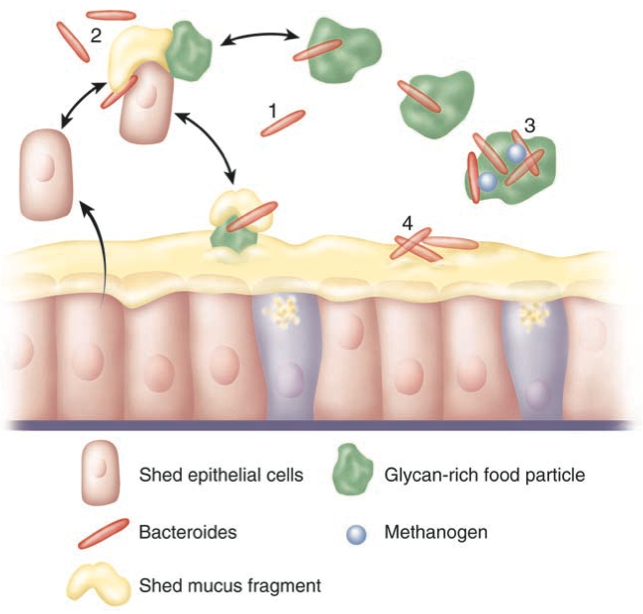 2
1
3
4
Shed epithelial cells
Glycan-rich food particle
Bacteroides
Methanogen
Shed mucus fragment